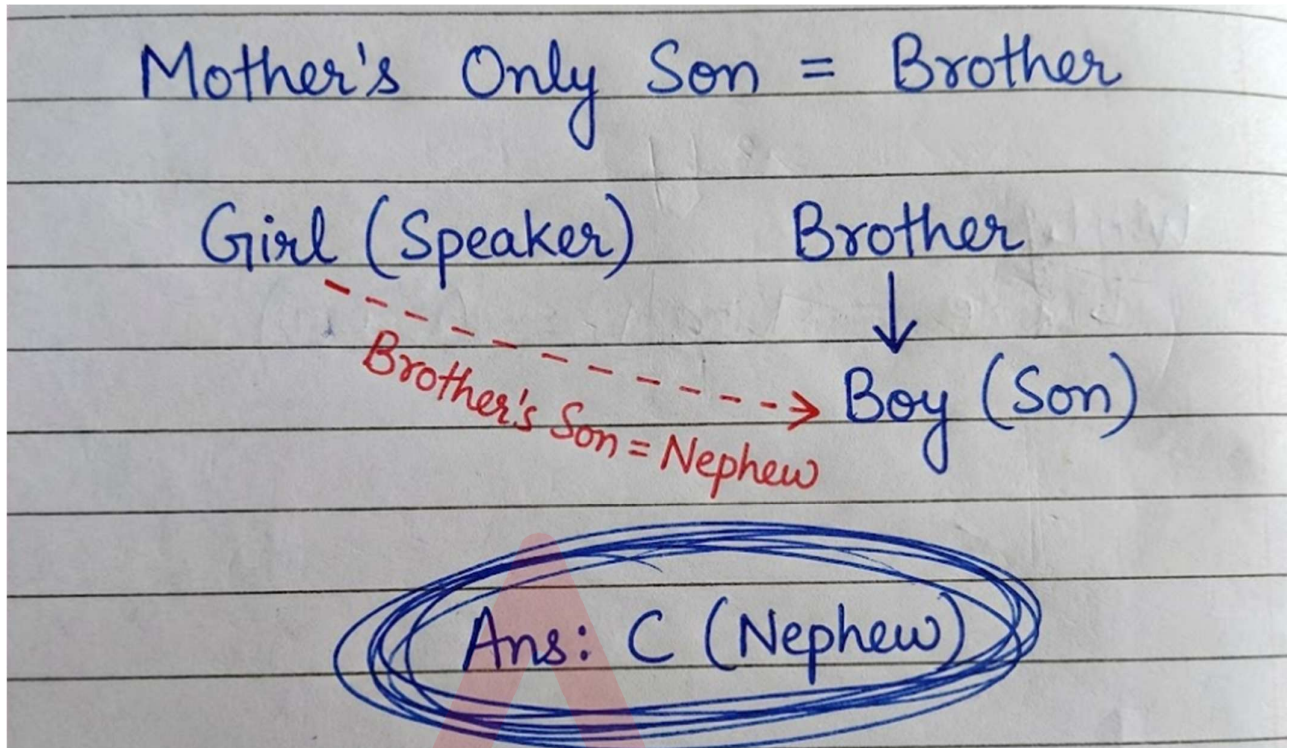 Mother's Only Son = Brother
Girl (Speaker) Brother
Boy (Son)
Brother's Son = Nephew
Ans: C (Nephew)